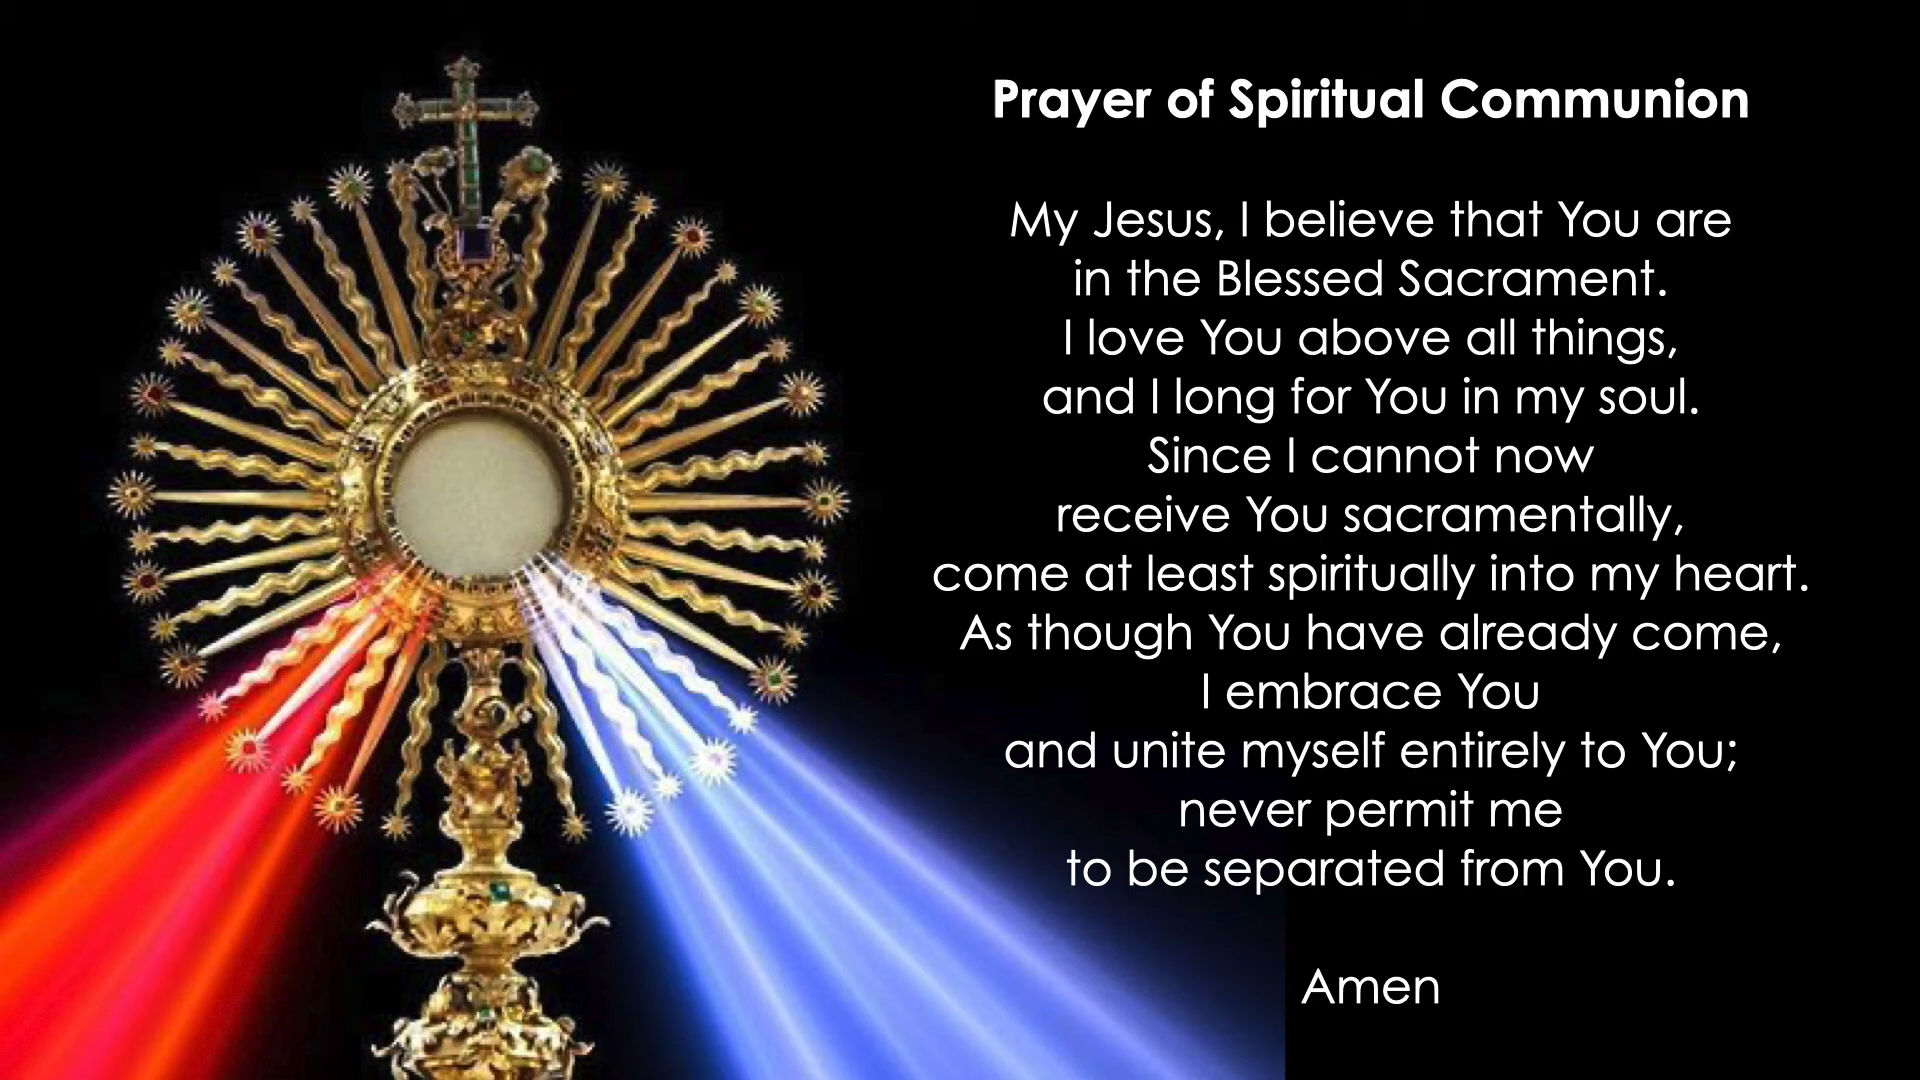 Prayer of Spiritual Communion
My Jesus, I believe that You are
in the Blessed Sacrament.
I love You above all things,
and I long for You in my soul.
Since I cannot now
receive You sacramentally,
come at least spiritually into my heart.
As though You have already come,
I embrace You
and unite myself entirely to You;
never permit me
to be separated from You.
Amen